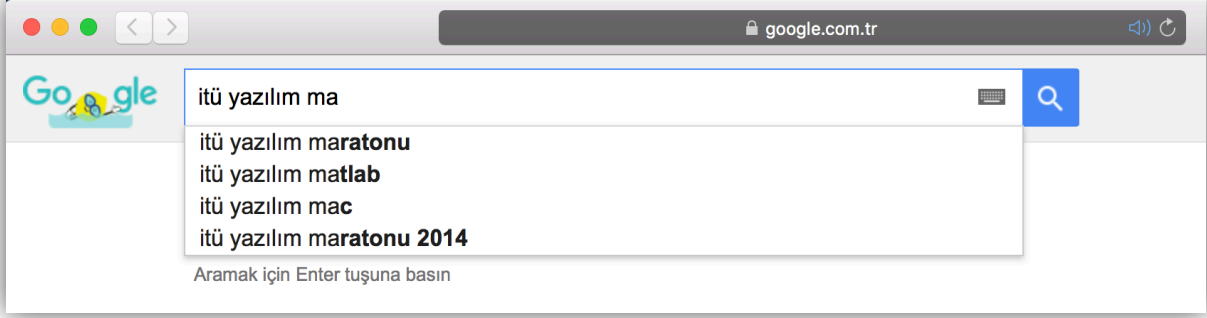 google.com.tr
Google
itü yazılım ma
itü yazılım maratonu
itü yazılım matlab
itü yazılım mac
itü yazılım maratonu 2014
Aramak için Enter tuşuna basın